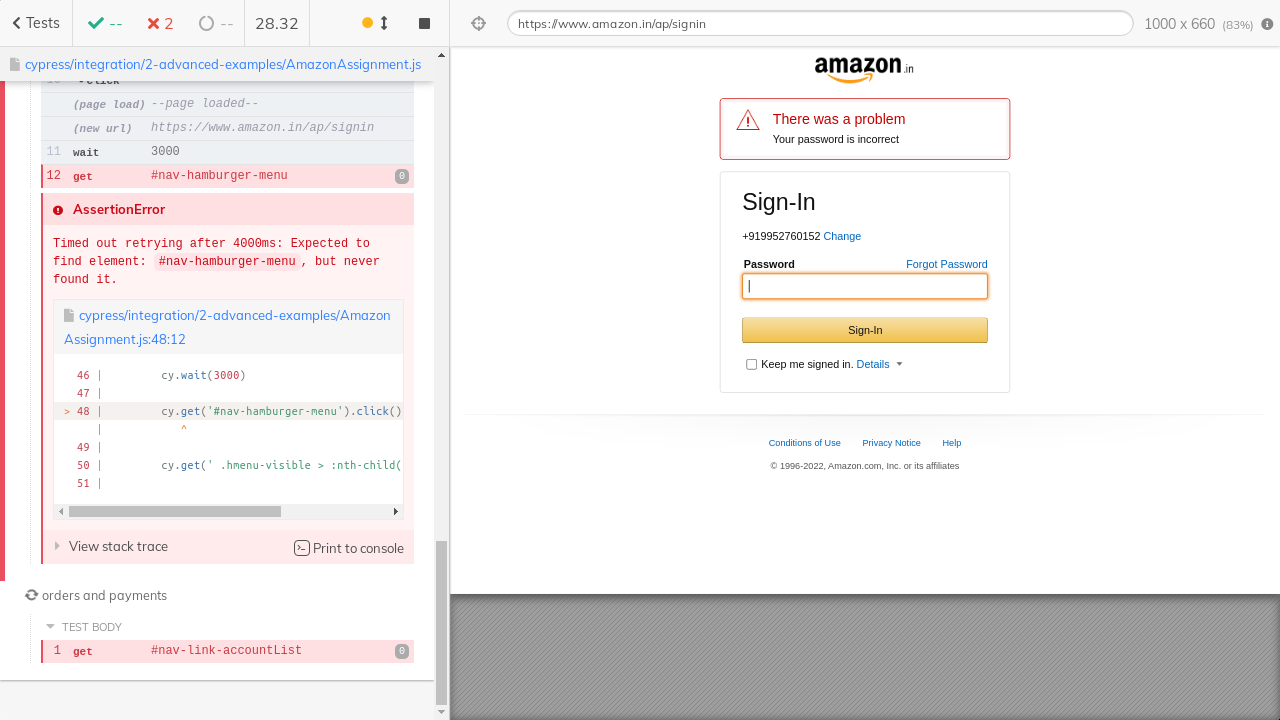 Tests
--
2
--
28.32
https://www.amazon.in/ap/signin
1000 x 660 (83%)
cypress/integration/2-advanced-examples/AmazonAssignment.js
10 -click
(page load) --page loaded--
(new url) https://www.amazon.in/ap/signin
11 wait 3000
12 get #nav-hamburger-menu 0
AssertionError
Timed out retrying after 4000ms: Expected to
find element: #nav-hamburger-menu, but never
found it.
cypress/integration/2-advanced-examples/Amazon
Assignment.js:48:12
46 | cy.wait(3000)
47 |
> 48 | cy.get('#nav-hamburger-menu').click()
| ^
49 |
50 | cy.get(' .hmenu-visible > :nth-child(
51 |
View stack trace
Print to console
orders and payments
TEST BODY
1 get #nav-link-accountList 0
amazon.in
There was a problem
Your password is incorrect
Sign-In
+919952760152 Change
Password Forgot Password
Sign-In
Keep me signed in. Details
Conditions of Use Privacy Notice Help
© 1996-2022, Amazon.com, Inc. or its affiliates